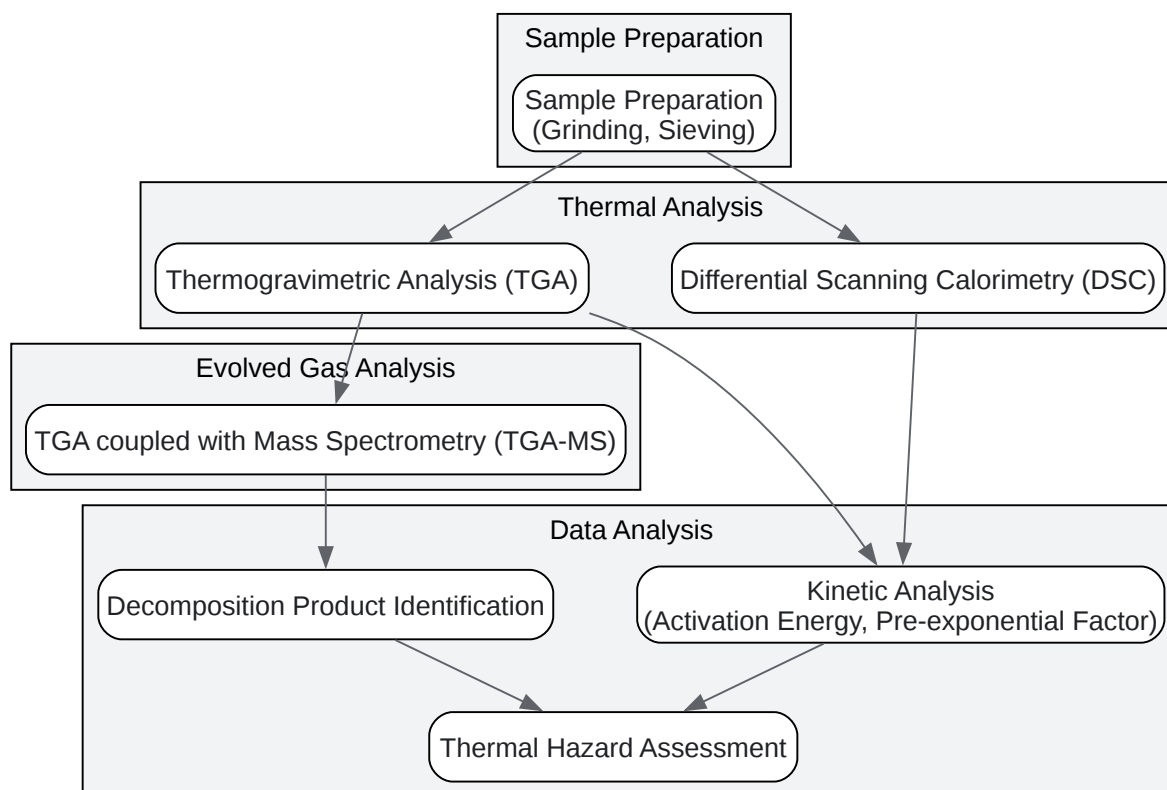 Sample Preparation
Sample Preparation
(Grinding, Sieving)
Thermal Analysis
Thermogravimetric Analysis (TGA)
Differential Scanning Calorimetry (DSC)
Evolved Gas Analysis
TGA coupled with Mass Spectrometry (TGA-MS)
Data Analysis
Decomposition Product Identification
Kinetic Analysis
(Activation Energy, Pre-exponential Factor)
Thermal Hazard Assessment